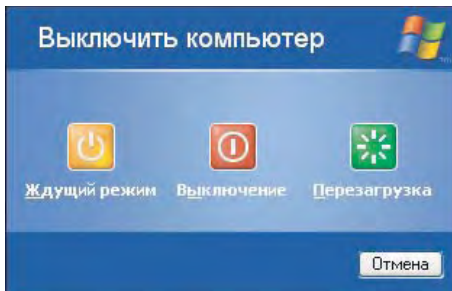 Выключить компьютер
Ждущий режим Выключение Перезагрузка
Отмена